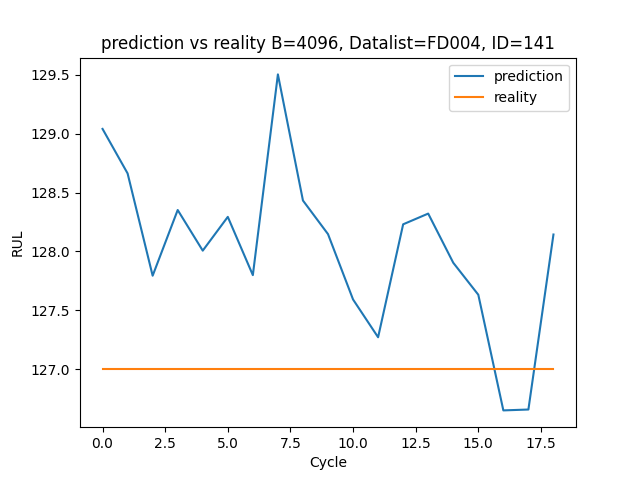 prediction vs reality B=4096, Datalist=FD004, ID=141
prediction
reality
RUL
129.5
129.0
128.5
128.0
127.5
127.0
0.0 2.5 5.0 7.5 10.0 12.5 15.0 17.5
Cycle